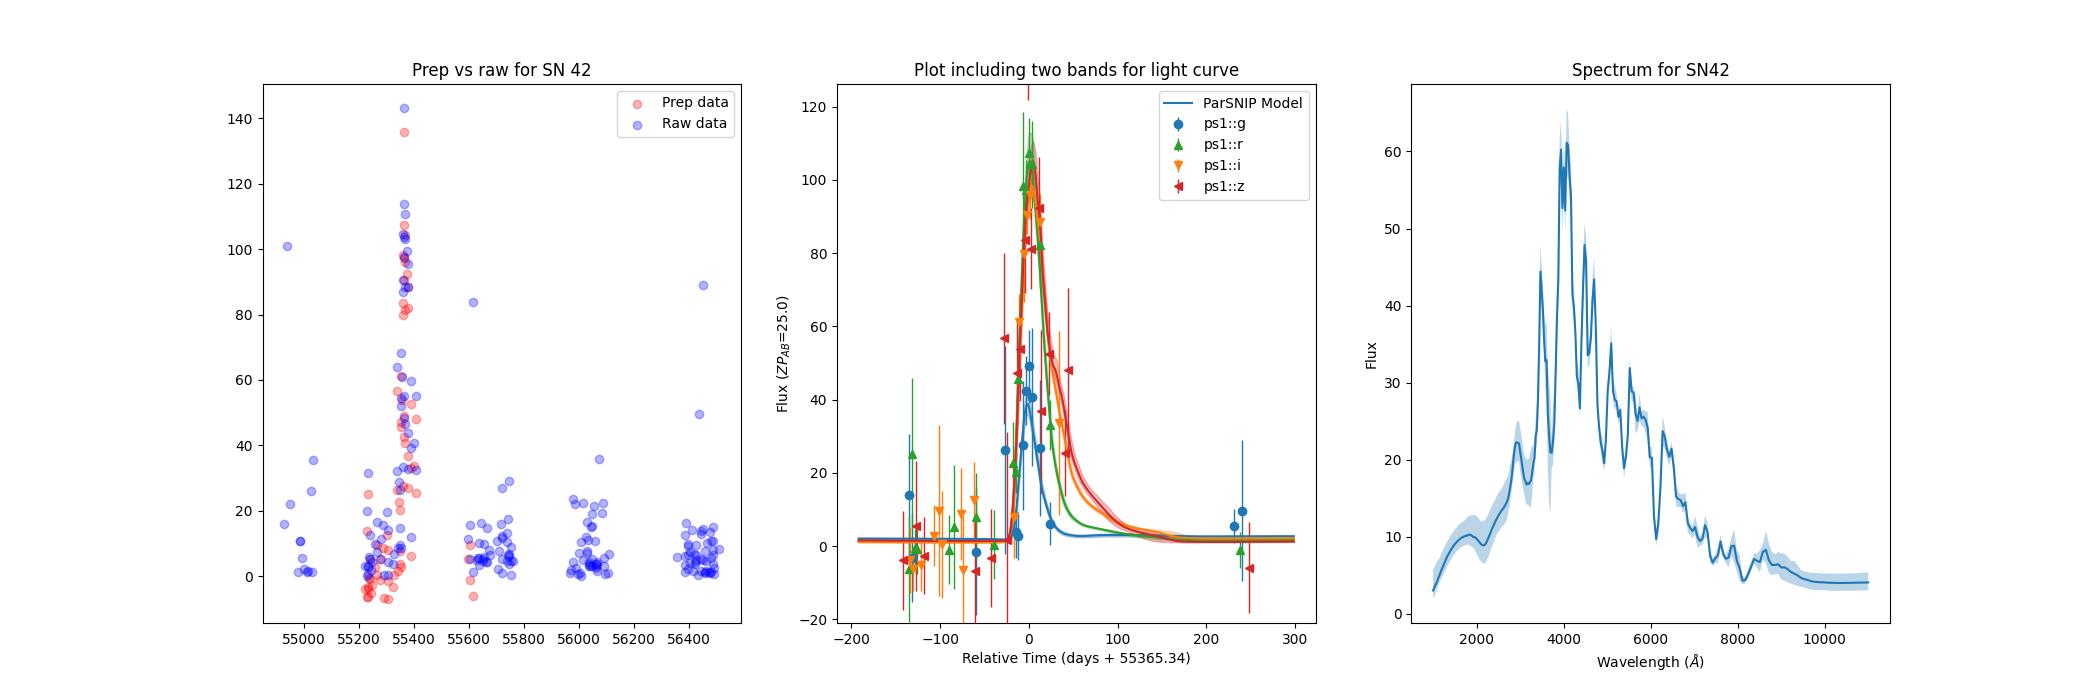 Prep vs raw for SN 42
Prep data
Raw data
140
120
100
80
60
40
20
0
55000 55200 55400 55600 55800 56000 56200 56400
Plot including two bands for light curve
ParSNIP Model
ps1::g
ps1::r
ps1::i
ps1::z
Flux (ZP_AB=25.0)
120
100
80
60
40
20
0
−20
−200 −100 0 100 200 300
Relative Time (days + 55365.34)
Spectrum for SN42
Flux
60
50
40
30
20
10
0
2000 4000 6000 8000 10000
Wavelength (Å)